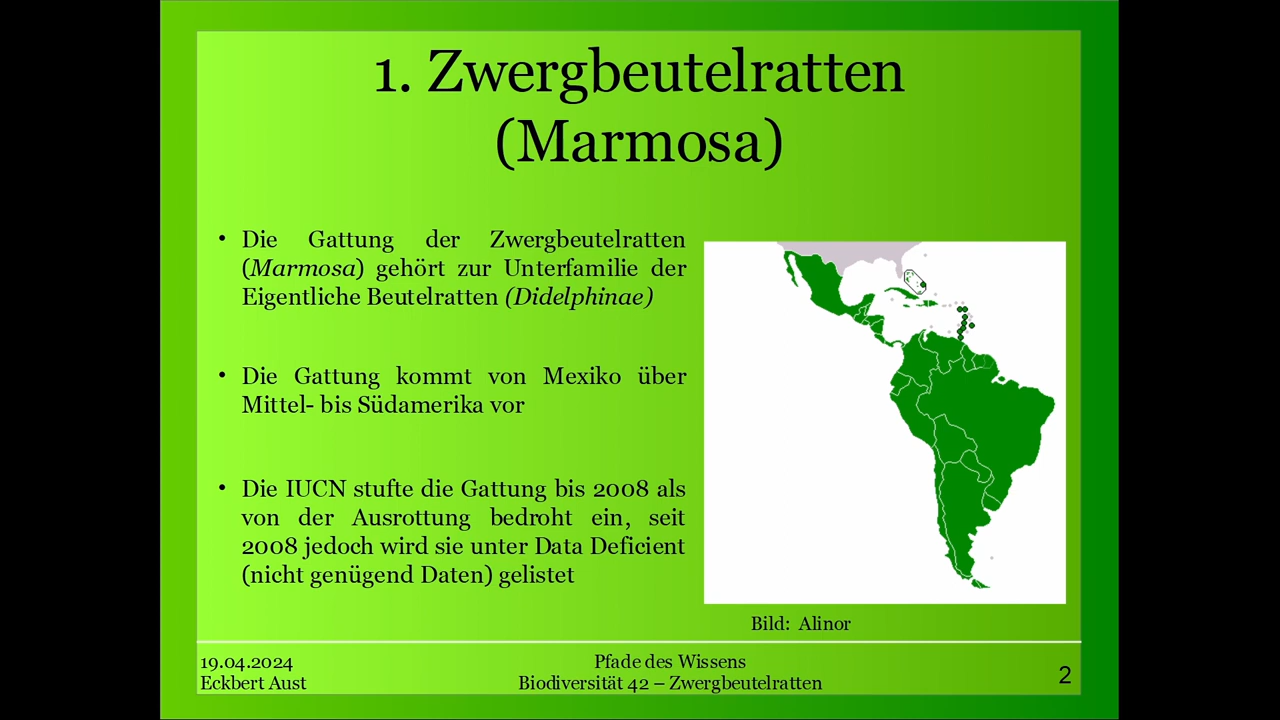 1. Zwergbeutelratten
(Marmosa)
• Die Gattung der Zwergbeutelratten
(Marmosa) gehört zur Unterfamilie der
Eigentliche Beutelratten (Didelphinae)
• Die Gattung kommt von Mexiko über
Mittel- bis Südamerika vor
• Die IUCN stufte die Gattung bis 2008 als
von der Ausrottung bedroht ein, seit
2008 jedoch wird sie unter Data Deficient
(nicht genügend Daten) gelistet
Bild: Alinor
19.04.2024
Eckbert Aust
Pfade des Wissens
Biodiversität 42 – Zwergbeutelratten
2